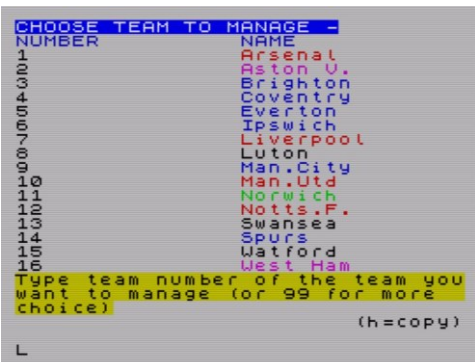 CHOOSE TEAM TO MANAGE -
NUMBER NAME
1 Arsenal
2 Aston V.
3 Brighton
4 Coventry
5 Everton
6 Ipswich
7 Liverpool
8 Luton
9 Man.City
10 Man.Utd
11 Norwich
12 Notts.F.
13 Swansea
14 Spurs
15 Watford
16 West Ham
Type team number of the team you
want to manage (or 99 for more
choice)
(h=copy)
L